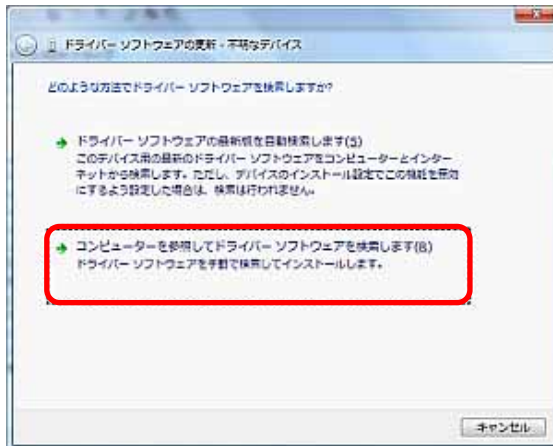 ドライバー ソフトウェアの更新 - 不明なデバイス
どのような方法でドライバー ソフトウェアを検索しますか?
ドライバー ソフトウェアの最新版を自動検索します(S)
このデバイス用の最新のドライバー ソフトウェアをコンピューターとインター
ネットから検索します。ただし、デバイスのインストール設定でこの機能を無効
にするよう設定した場合は、検索は行われません。
コンピューターを参照してドライバー ソフトウェアを検索します(R)
ドライバー ソフトウェアを手動で検索してインストールします。
キャンセル